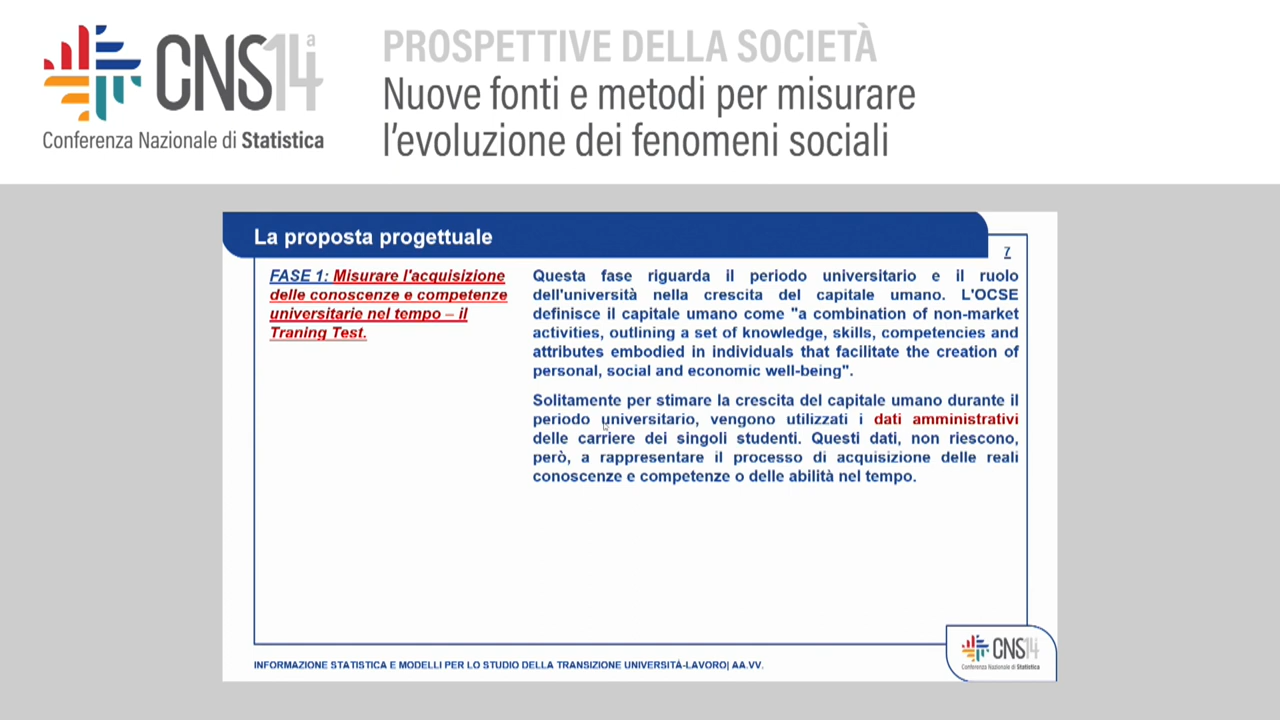 CNS14ª
Conferenza Nazionale di Statistica
PROSPETTIVE DELLA SOCIETÀ
Nuove fonti e metodi per misurare
l'evoluzione dei fenomeni sociali
La proposta progettuale
7
FASE 1: Misurare l'acquisizione
delle conoscenze e competenze
universitarie nel tempo – il
Traning Test.
Questa fase riguarda il periodo universitario e il ruolo
dell'università nella crescita del capitale umano. L'OCSE
definisce il capitale umano come "a combination of non-market
activities, outlining a set of knowledge, skills, competencies and
attributes embodied in individuals that facilitate the creation of
personal, social and economic well-being".
Solitamente per stimare la crescita del capitale umano durante il
periodo universitario, vengono utilizzati i dati amministrativi
delle carriere dei singoli studenti. Questi dati, non riescono,
però, a rappresentare il processo di acquisizione delle reali
conoscenze e competenze o delle abilità nel tempo.
INFORMAZIONE STATISTICA E MODELLI PER LO STUDIO DELLA TRANSIZIONE UNIVERSITÀ-LAVORO| AA.VV.
CNS14
Conferenza Nazionale di Statistica